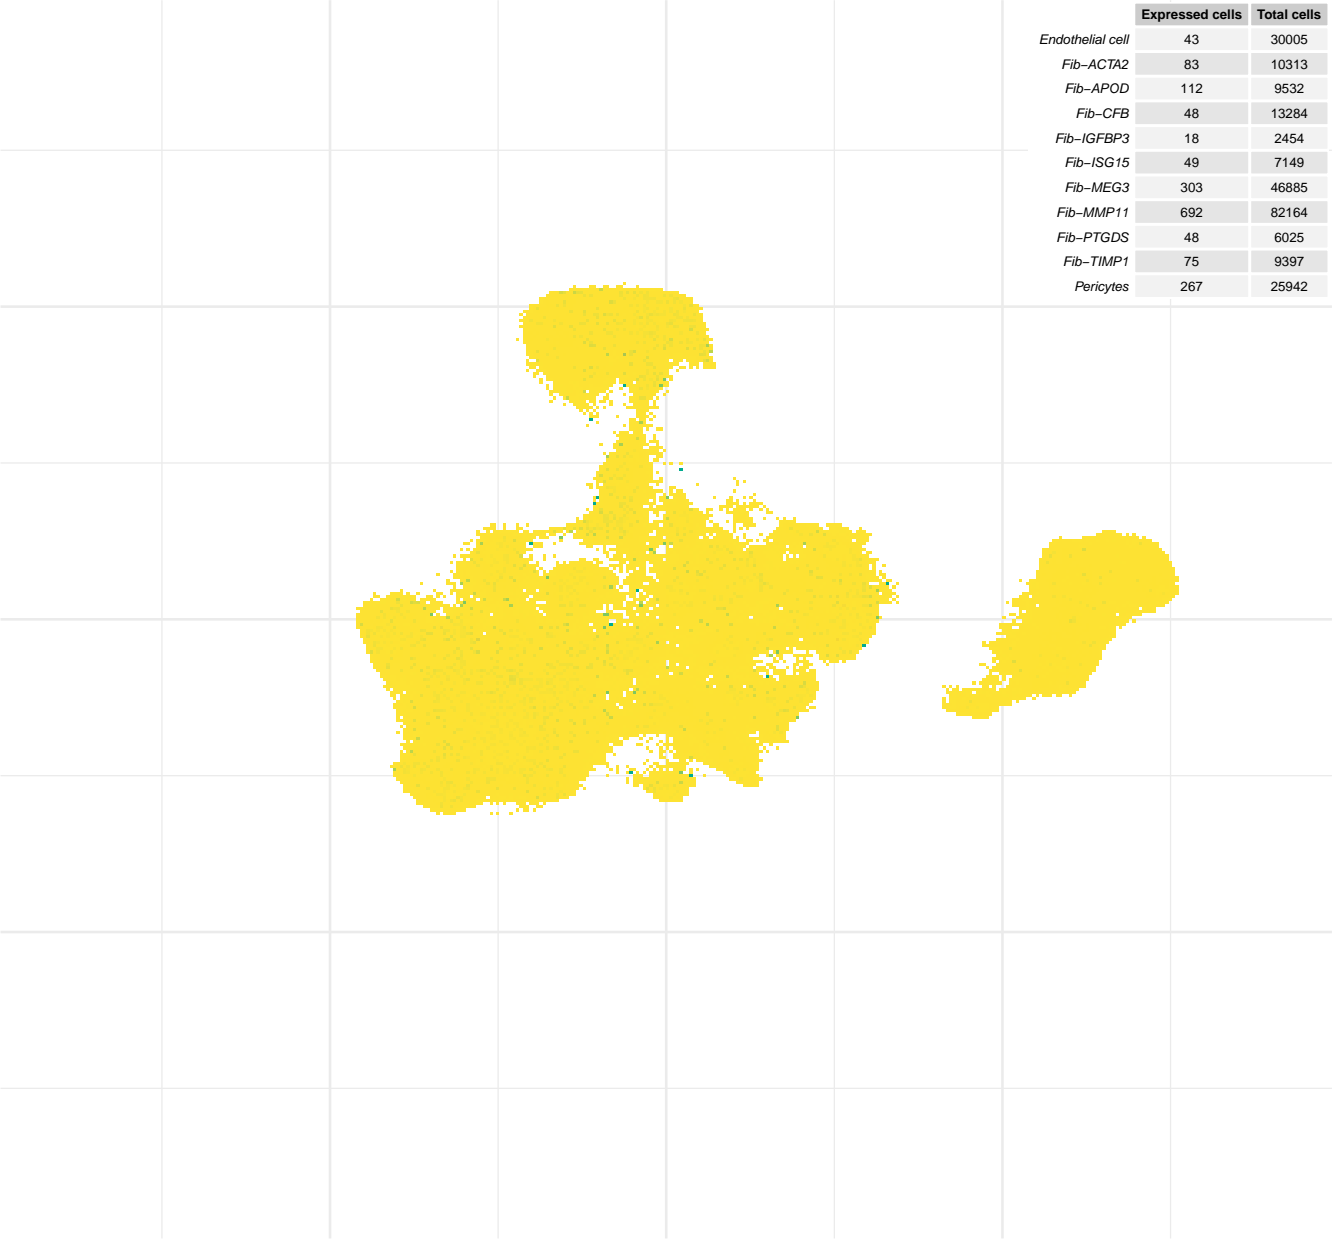 Expressed cells Total cells
Endothelial cell 43 30005
Fib−ACTA2 83 10313
Fib−APOD 112 9532
Fib−CFB 48 13284
Fib−IGFBP3 18 2454
Fib−ISG15 49 7149
Fib−MEG3 303 46885
Fib−MMP11 692 82164
Fib−PTGDS 48 6025
Fib−TIMP1 75 9397
Pericytes 267 25942